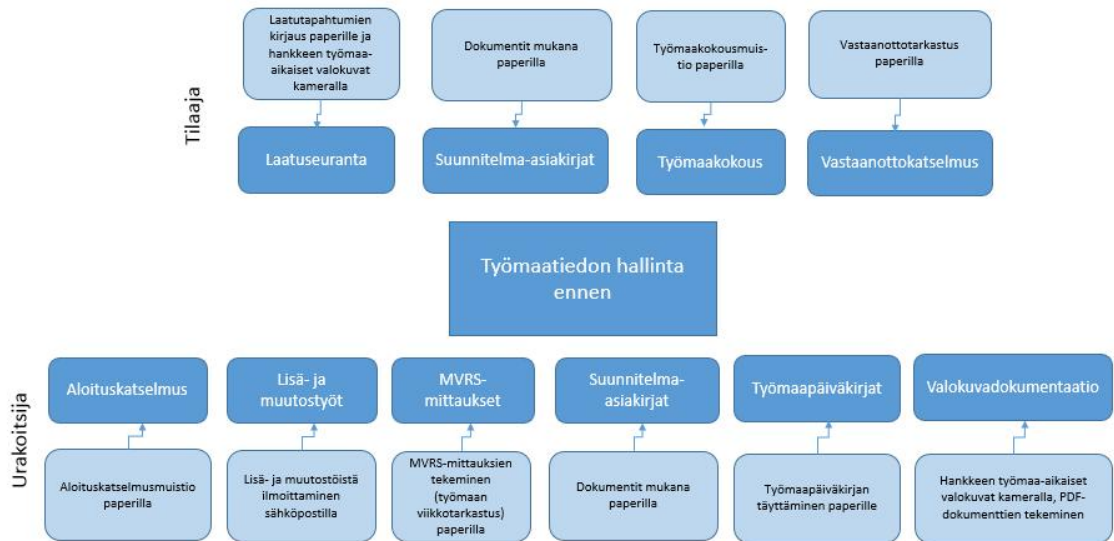 Tilaaja
Laatutapahtumien
kirjaus paperille ja
hankkeen työmaa-
aikaiset valokuvat
kameralla
Dokumentit mukana
paperilla
Työmaakokousmuis-
tio paperilla
Vastaanottotarkastus
paperilla
Laatuseuranta
Suunnitelma-asiakirjat
Työmaakokous
Vastaanottokatselmus
Työmaatiedon hallinta
ennen
Urakoitsija
Aloituskatselmus
Lisä- ja
muutostyöt
MVRS-
mittaukset
Suunnitelma-
asiakirjat
Työmaapäiväkirjat
Valokuvadokumentaatio
Aloituskatselmusmuistio
paperilla
Lisä- ja muutostöistä
ilmoittaminen
sähköpostilla
MVRS-mittauksien
tekeminen
(työmaan
viikkotarkastus)
paperilla
Dokumentit mukana
paperilla
Työmaapäiväkirjan
täyttäminen paperille
Hankkeen työmaa-aikaiset
valokuvat kameralla, PDF-
dokumenttien tekeminen